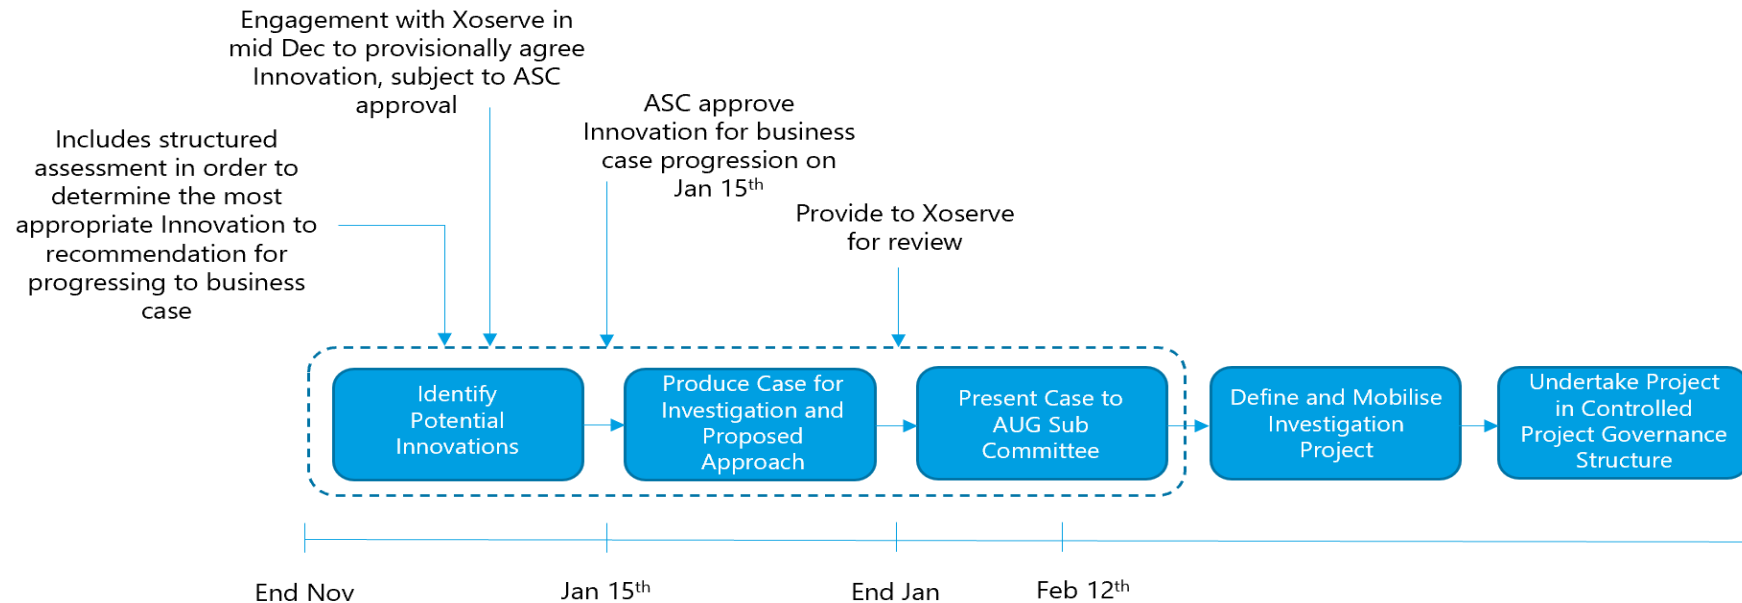 Engagement with Xoserve in
mid Dec to provisionally agree
Innovation, subject to ASC
approval
ASC approve
Innovation for business
case progression on
Jan 15th
Includes structured
assessment in order to
determine the most
appropriate Innovation to
recommendation for
progressing to business
case
Provide to Xoserve
for review
Identify
Potential
Innovations
Produce Case for
Investigation and
Proposed
Approach
Present Case to
AUG Sub
Committee
Define and Mobilise
Investigation
Project
Undertake Project
in Controlled
Project Governance
Structure
End Nov
Jan 15th
End Jan
Feb 12th